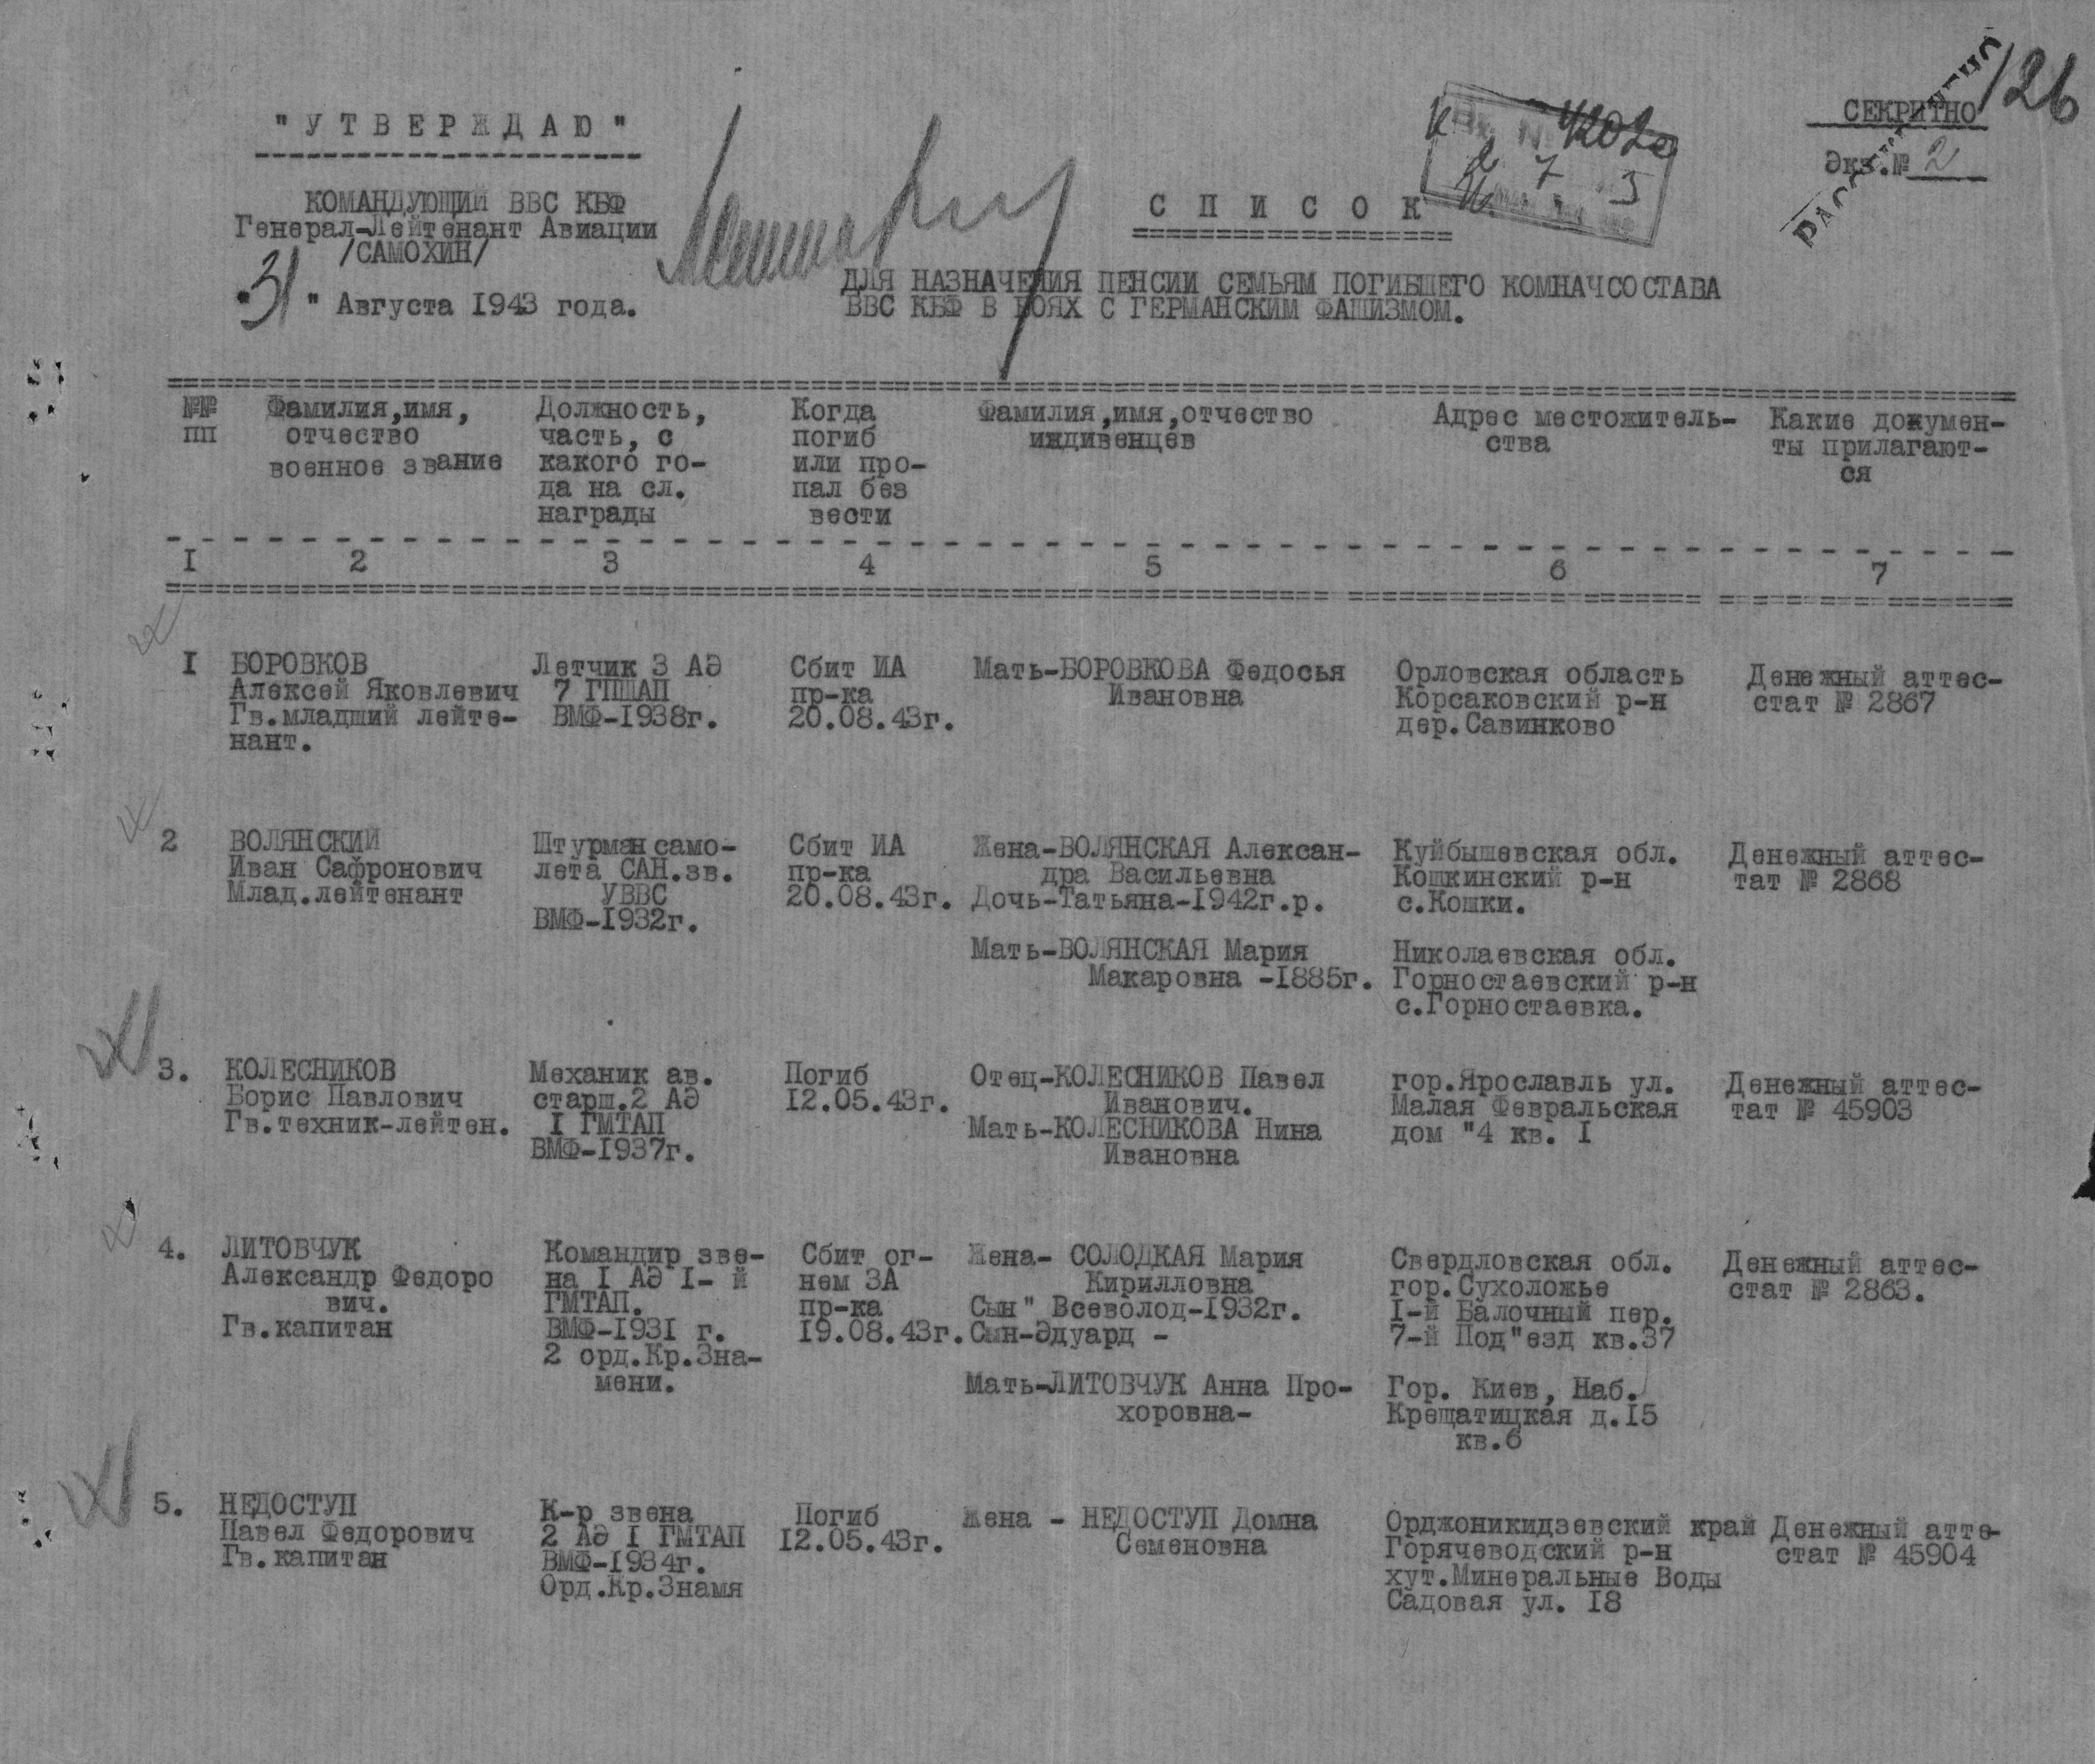 "УТВЕРЖДАЮ"
КОМАНДУЮЩИЙ ВВС КБФ
Генерал-Лейтенант Авиации
/САМОХИН/
"31" Августа 1943 года.
126
СЕКРИТНО
Экз.№ 2
СПИСОК
ДЛЯ НАЗНАЧЕНИЯ ПЕНСИИ СЕМЬЯМ ПОГИБШЕГО КОМНАЧСОСТАВА
ВВС КБФ В БОЯХ С ГЕРМАНСКИМ ФАШИЗМОМ.
№№
пп
Фамилия,имя,
отчество
военное звание
Должность,
часть, с
какого го-
да на сл.
награды
Когда
погиб
или про-
пал без
вести
Фамилия,имя,отчество
индивенцев
Адрес местожитель-
ства
Какие докумен-
ты прилагают-
ся
I 2 3 4 5 6 7
I
БОРОВКОВ
Алексей Яковлевич
Гв.младший лейте-
нант.
Летчик 3 АЭ
7 ГПШАП
ВМФ-1938г.
Сбит ИА
пр-ка
20.08.43г.
Мать-БОРОВКОВА Федосья
Ивановна
Орловская область
Корсаковский р-н
дер.Савинково
Денежный аттес-
стат № 2867
2
ВОЛЯНСКИЙ
Иван Сафронович
Млад.лейтенант
Штурман само-
лета САН.зв.
УВВС
ВМФ-1932г.
Сбит ИА
пр-ка
20.08.43г.
Жена-ВОЛЯНСКАЯ Алексан-
дра Васильевна
Дочь-Татьяна-1942г.р.
Мать-ВОЛЯНСКАЯ Мария
Макаровна -1885г.
Куйбышевская обл.
Кошкинский р-н
с.Кошки.
Николаевская обл.
Горностаевский р-н
с.Горностаевка.
Денежный аттес-
тат № 2868
3.
КОЛЕСНИКОВ
Борис Павлович
Гв.техник-лейтен.
Механик ав.
старш.2 АЭ
I ГМТАП
ВМФ-1937г.
Погиб
12.05.43г.
Отец-КОЛЕСНИКОВ Павел
Иванович.
Мать-КОЛЕСНИКОВА Нина
Ивановна
гор.Ярославль ул.
Малая Февральская
дом "4 кв. I
Денежный аттес-
тат № 45903
4.
ЛИТОВЧУК
Александр Федоро
вич.
Гв.капитан
Командир зве-
на I АЭ I- й
ГМТАП.
ВМФ-1931 г.
2 орд.Кр.Зна-
мени.
Сбит ог-
нем ЗА
пр-ка
19.08.43г.
Жена- СОЛОДКАЯ Мария
Кирилловна
Сын" Всеволод-1932г.
Сын-Эдуард -
Мать-ЛИТОВЧУК Анна Про-
хоровна-
Свердловская обл.
гор.Сухоложье
I-й Балочный пер.
7-й Под"езд кв.37
Гор. Киев, Наб.
Крещатицкая д.15
кв.6
Денежный аттес-
стат № 2863.
5.
НЕДОСТУП
Павел Федорович
Гв.капитан
К-р звена
2 АЭ I ГМТАП
ВМФ-1934г.
Орд.Кр.Знамя
Погиб
12.05.43г.
Жена - НЕДОСТУП Домна
Семеновна
Орджоникидзевский край
Горячеводский р-н
хут.Минеральные Воды
Садовая ул. 18
Денежный атте-
стат № 45904